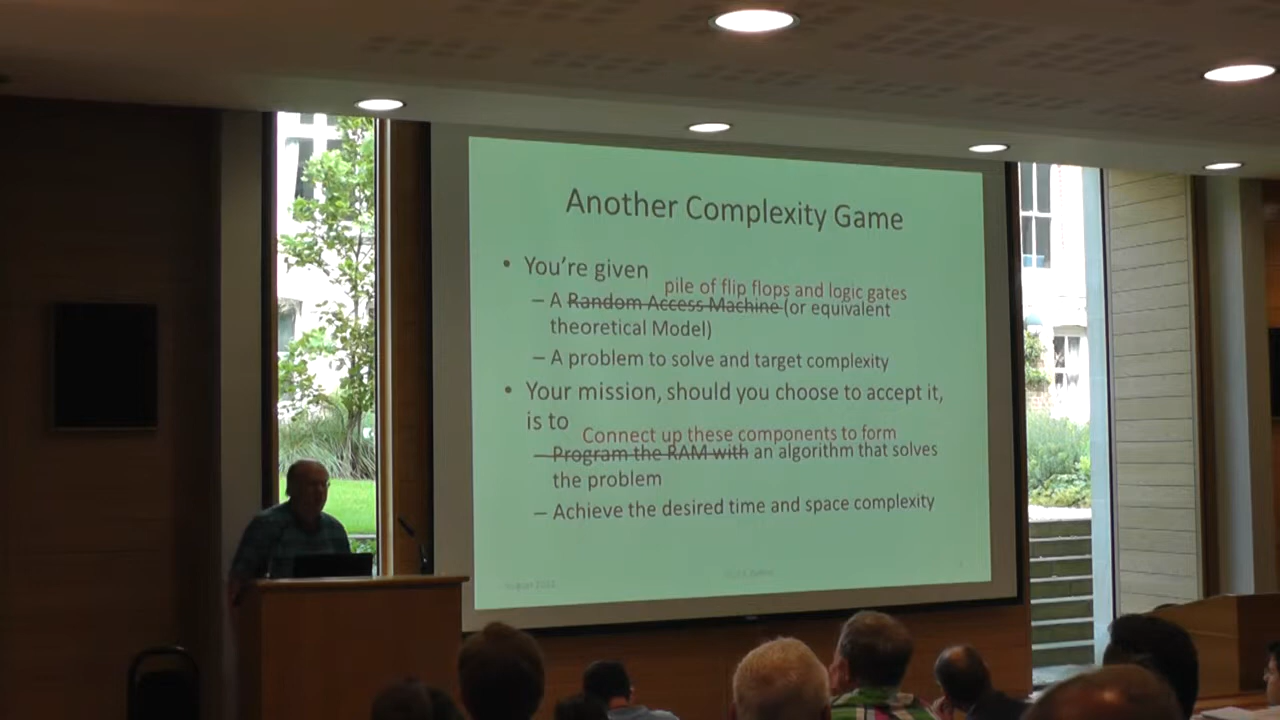 Another Complexity Game
• You're given
pile of flip flops and logic gates
– A Random Access Machine (or equivalent
theoretical Model)
– A problem to solve and target complexity
• Your mission, should you choose to accept it,
is to
Connect up these components to form
– Program the RAM with an algorithm that solves
the problem
– Achieve the desired time and space complexity